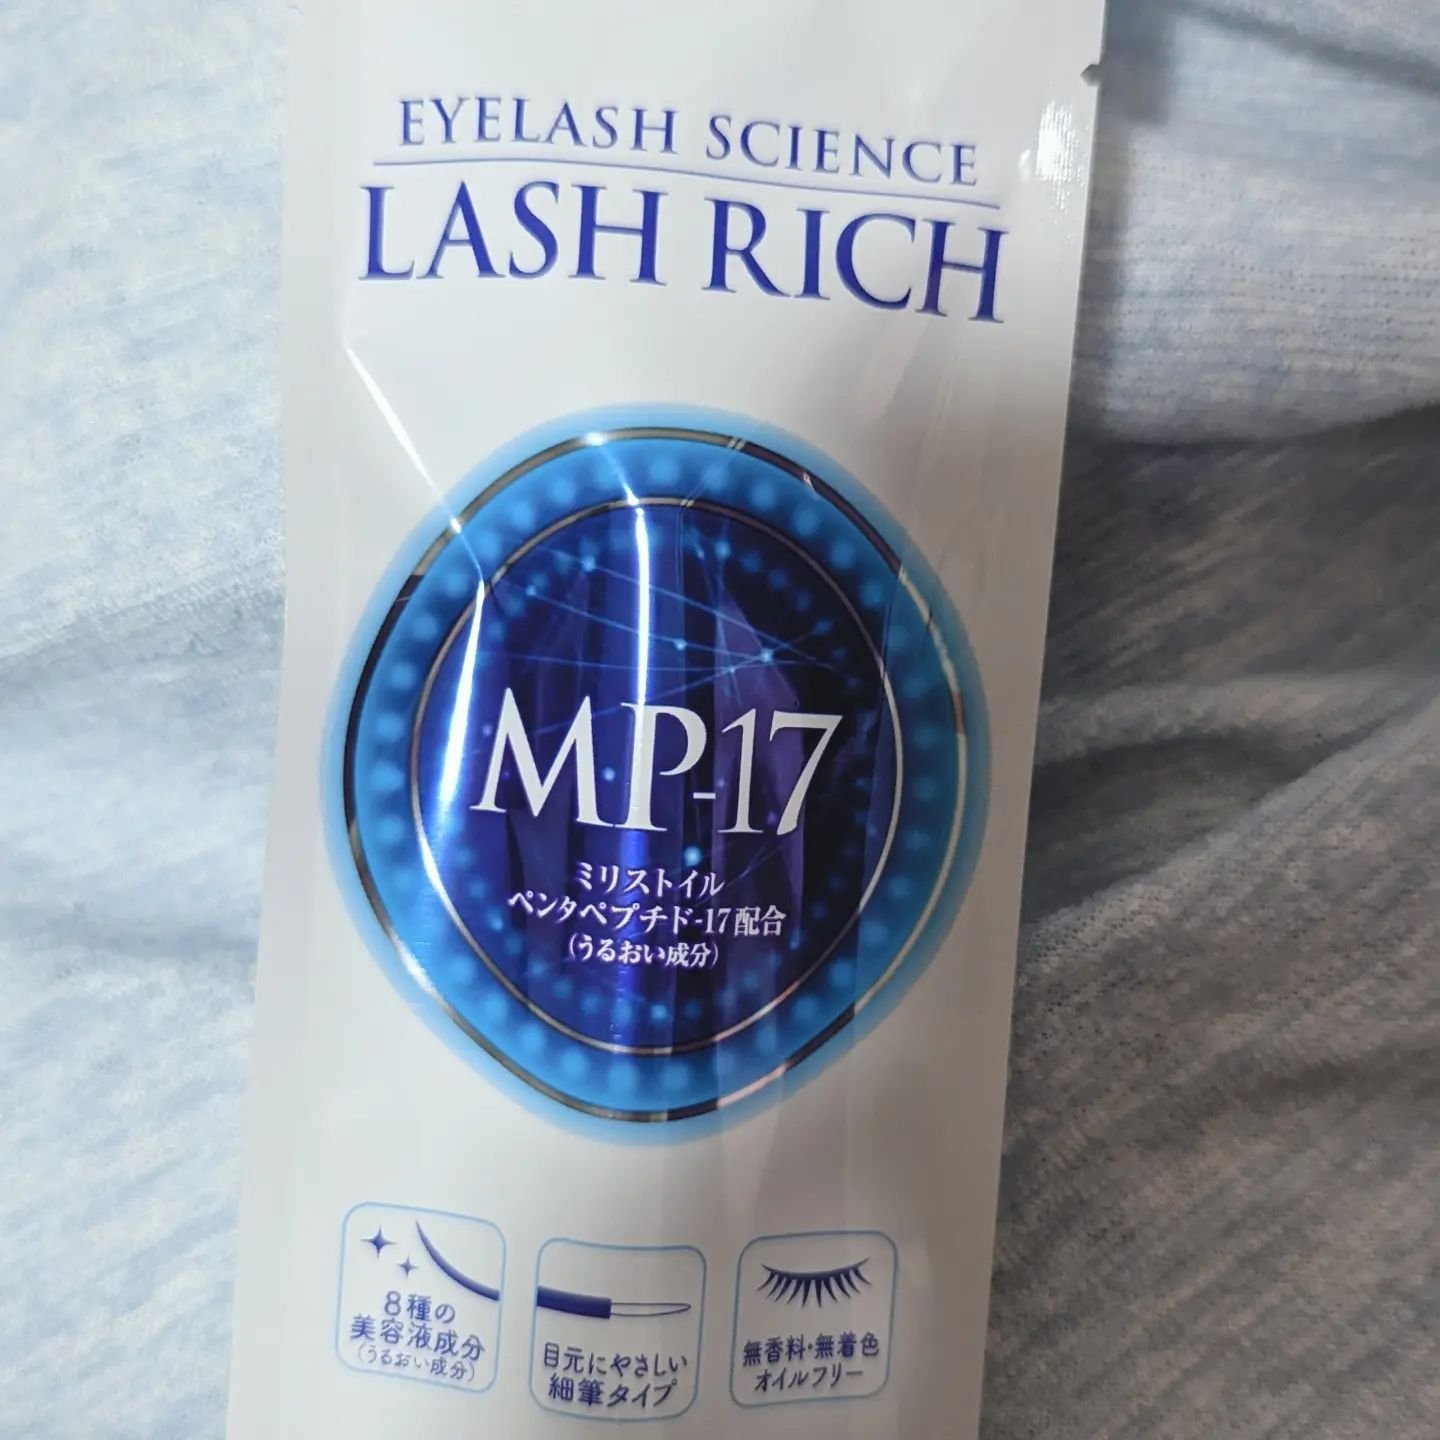 EYELASH SCIENCE
LASH RICH
MP-17
ミリストイル
ペンタペプチド-17配合
(うるおい成分)
8種の
美容液成分
(うるおい成分)
目元にやさしい
細筆タイプ
無香料・無着色
オイルフリー